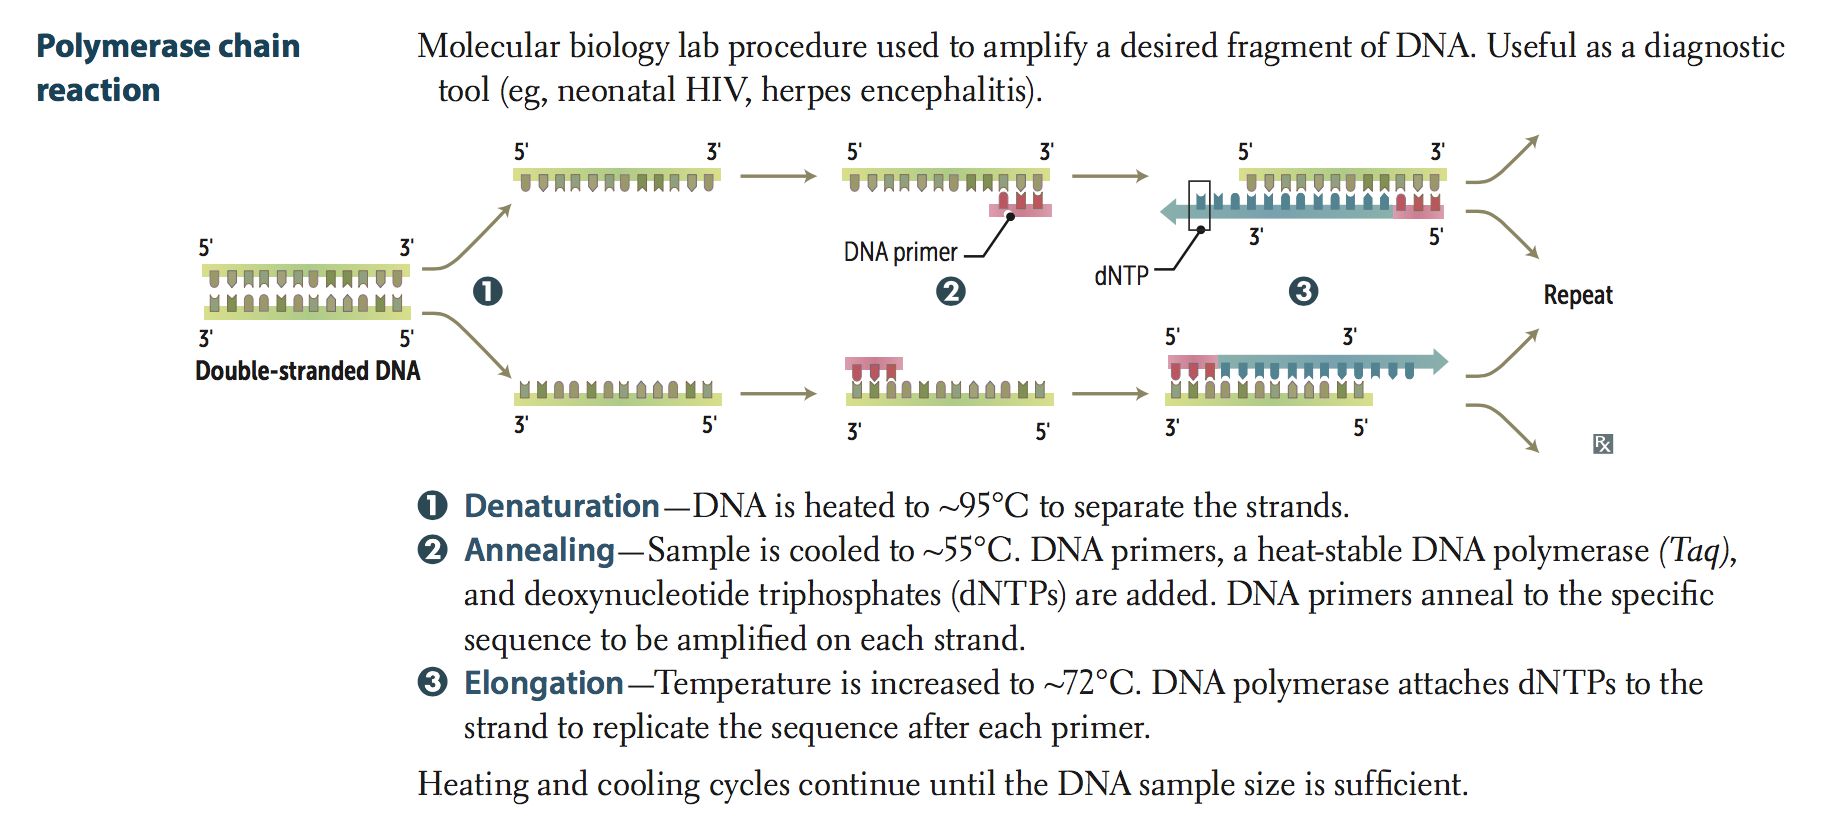 Polymerase chain
reaction
Molecular biology lab procedure used to amplify a desired fragment of DNA. Useful as a diagnostic
tool (eg, neonatal HIV, herpes encephalitis).
5' 3' 5' 3' 5' 3'
DNA primer
3' 5'
5' 3'
dNTP
1 2 3
Repeat
3' 5'
Double-stranded DNA
5' 3'
3' 5' 3' 5' 3' 5'
Rx
1 Denaturation—DNA is heated to ~95°C to separate the strands.
2 Annealing—Sample is cooled to ~55°C. DNA primers, a heat-stable DNA polymerase (Taq),
and deoxynucleotide triphosphates (dNTPs) are added. DNA primers anneal to the specific
sequence to be amplified on each strand.
3 Elongation—Temperature is increased to ~72°C. DNA polymerase attaches dNTPs to the
strand to replicate the sequence after each primer.
Heating and cooling cycles continue until the DNA sample size is sufficient.